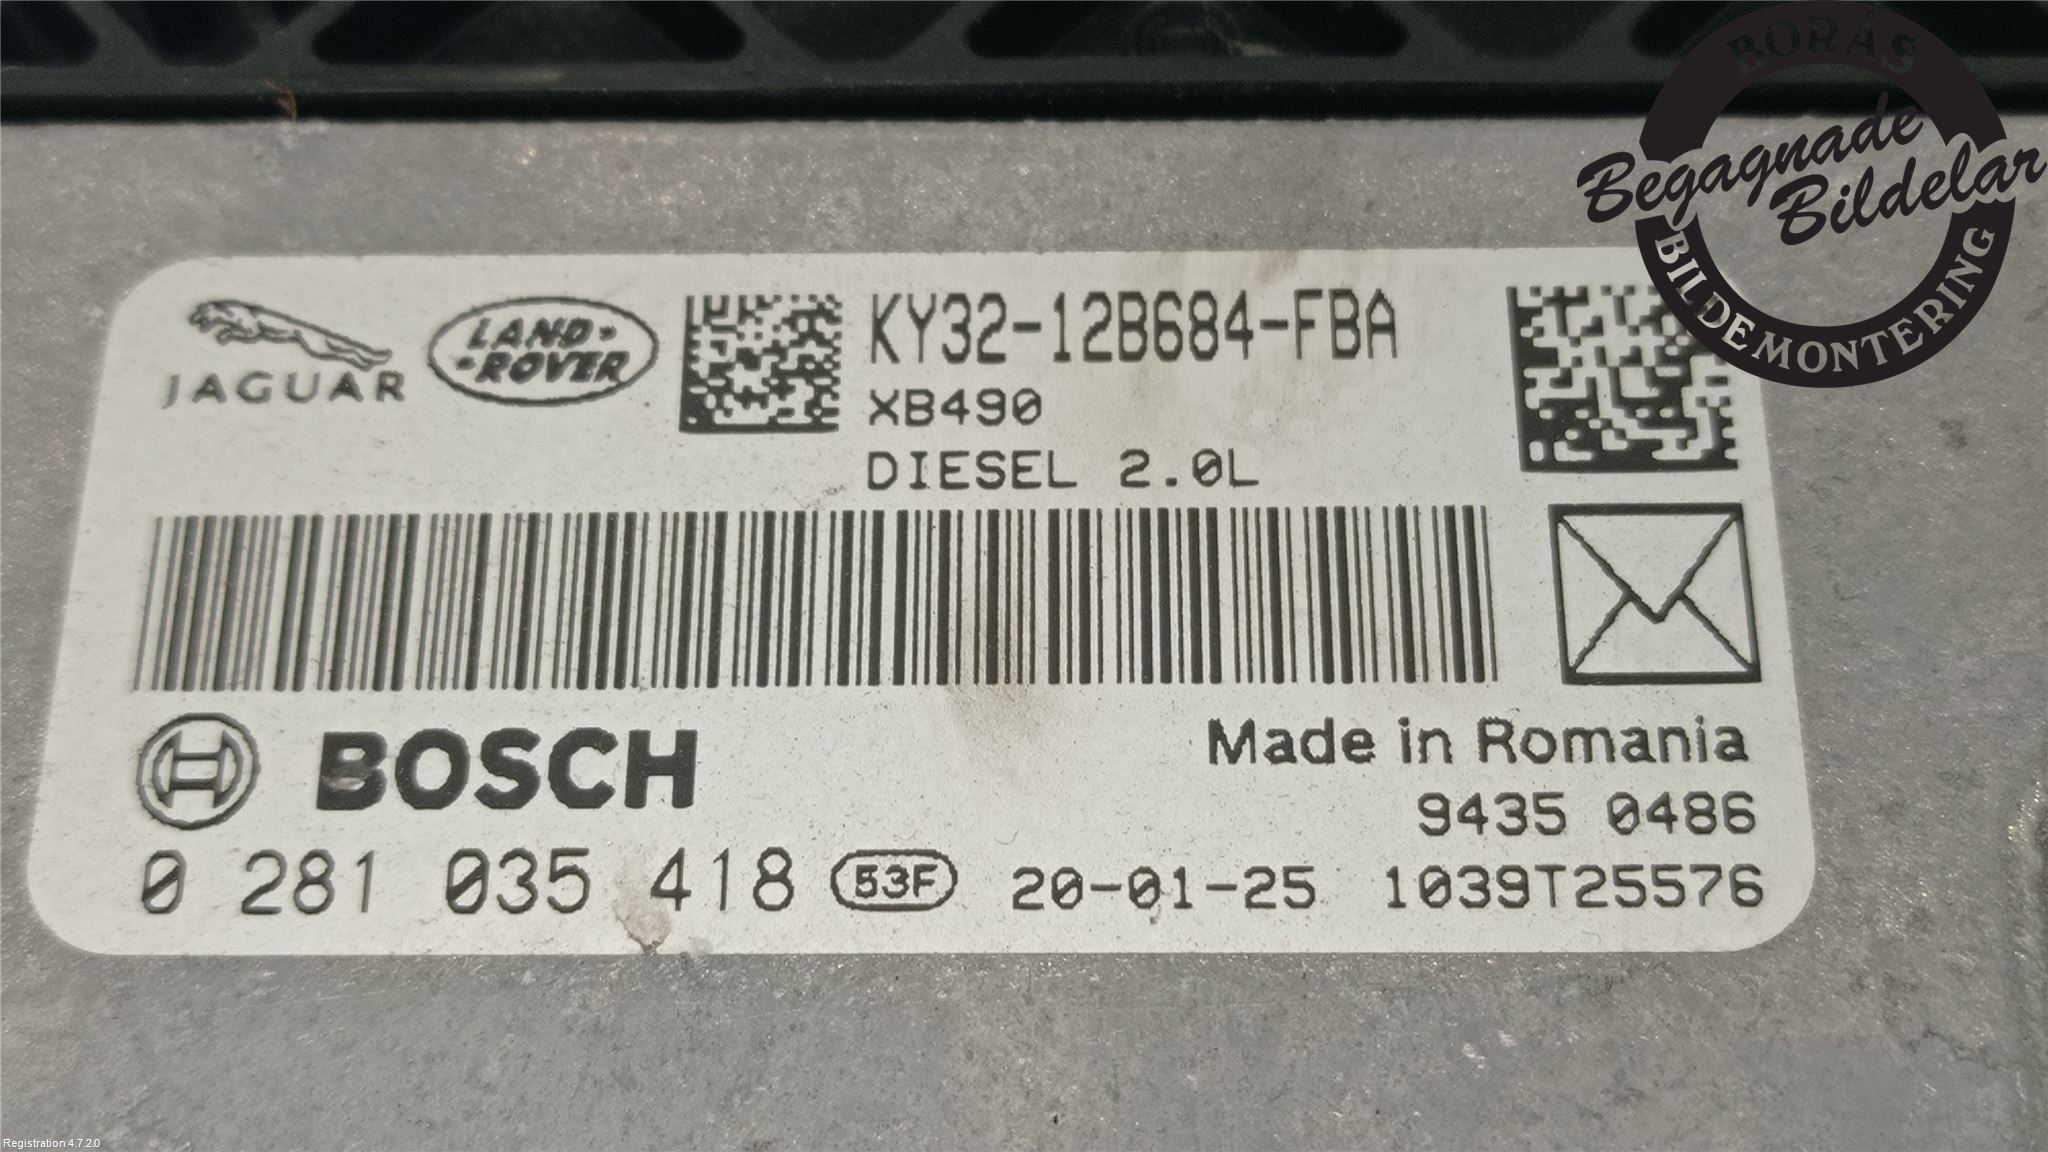 BORÅS
Begagnade
Bildelar
BILDEMONTERING
JAGUAR
LAND-
-ROVER
KY32-12B684-FBA
XB490
DIESEL 2.0L
BOSCH
Made in Romania
9435 0486
0 281 035 418 53F 20-01-25 1039T25576
Registration 4.7.2.0